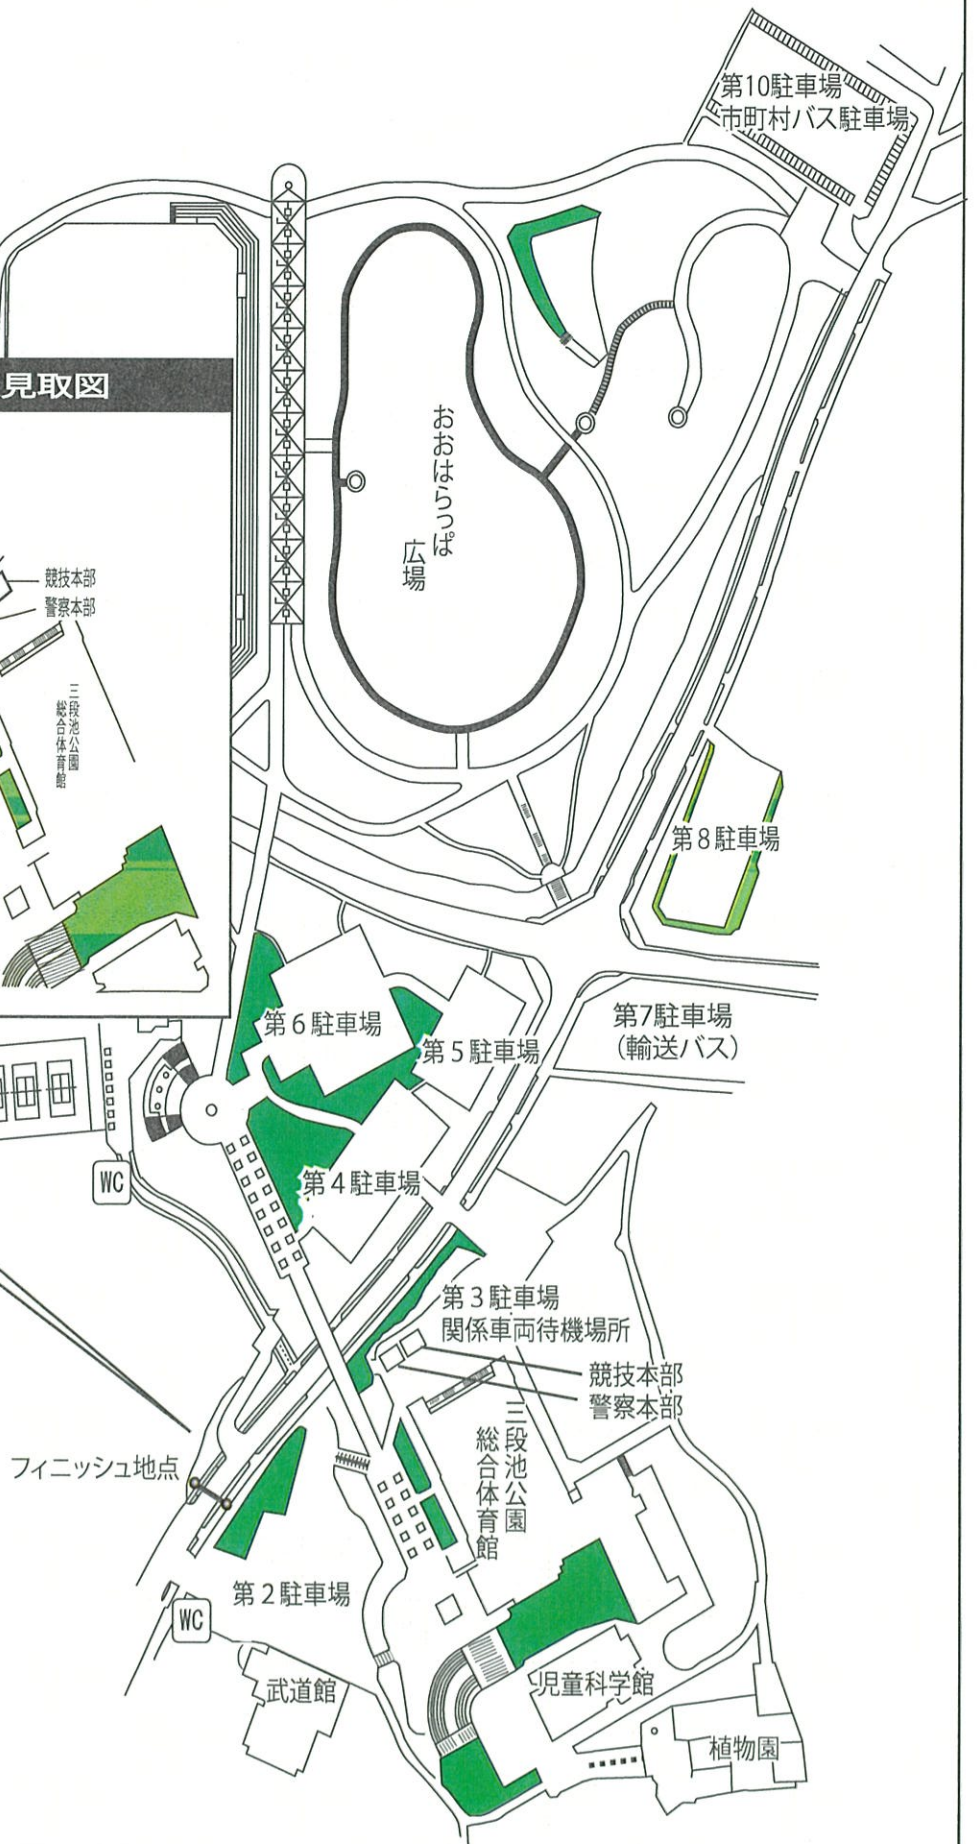 第10駐車場
市町村バス駐車場
見取図
おおはらっぱ
広場
競技本部
警察本部
三段池公園
総合体育館
第8駐車場
第6駐車場
第5駐車場
第7駐車場
（輸送バス）
第4駐車場
WC
第3駐車場
関係車両待機場所
競技本部
警察本部
三段池公園
総合体育館
フィニッシュ地点
第2駐車場
WC
武道館
児童科学館
植物園